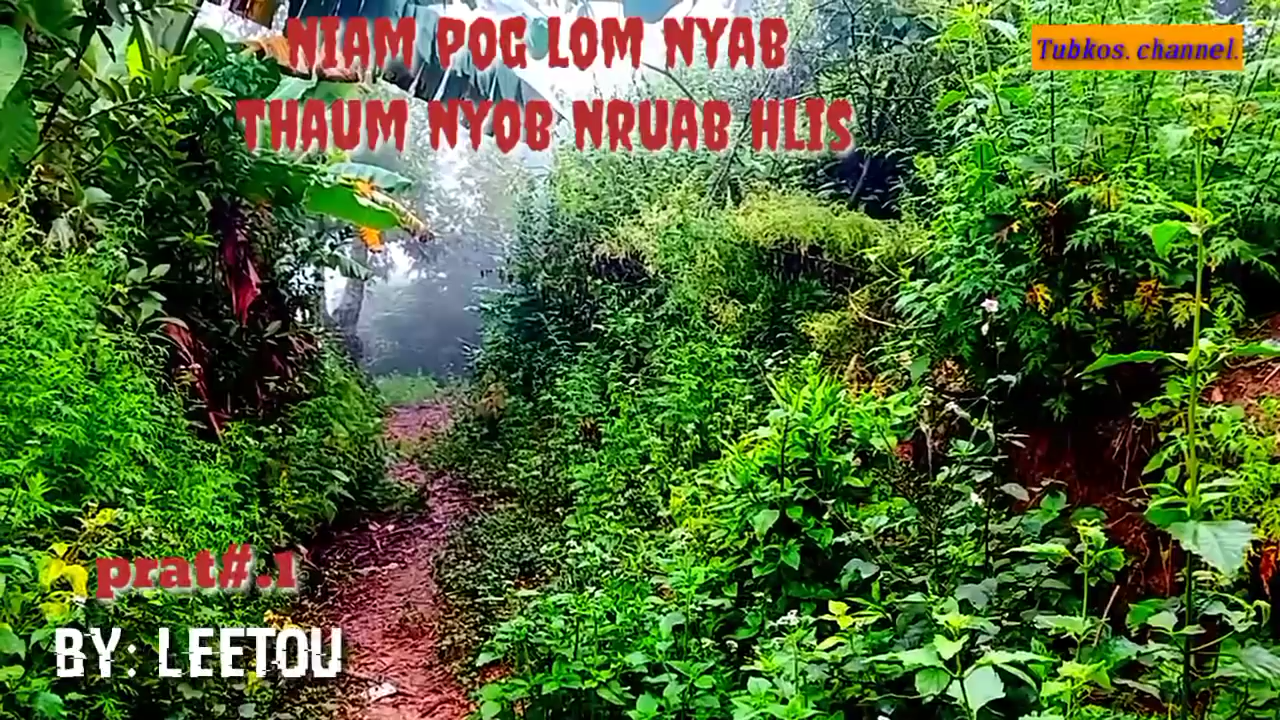 NIAM POG LOM NYAB
THAUM NYOB NRUAB HLIS
Tubkos. channel.
prat#.1
BY: LEETOU